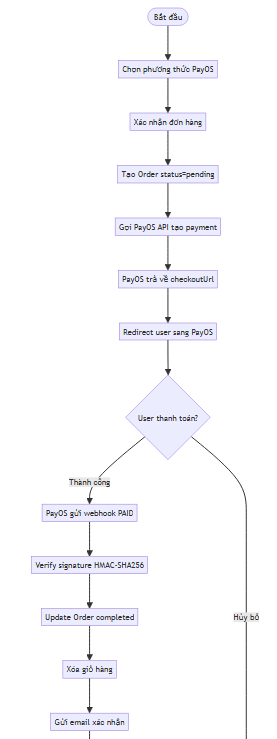 Bắt đầu
Chọn phương thức PayOS
Xác nhận đơn hàng
Tạo Order status=pending
Gọi PayOS API tạo payment
PayOS trả về checkoutUrl
Redirect user sang PayOS
User thanh toán?
Thành công
PayOS gửi webhook PAID
Verify signature HMAC-SHA256
Update Order completed
Hủy bỏ
Xóa giỏ hàng
Gửi email xác nhận